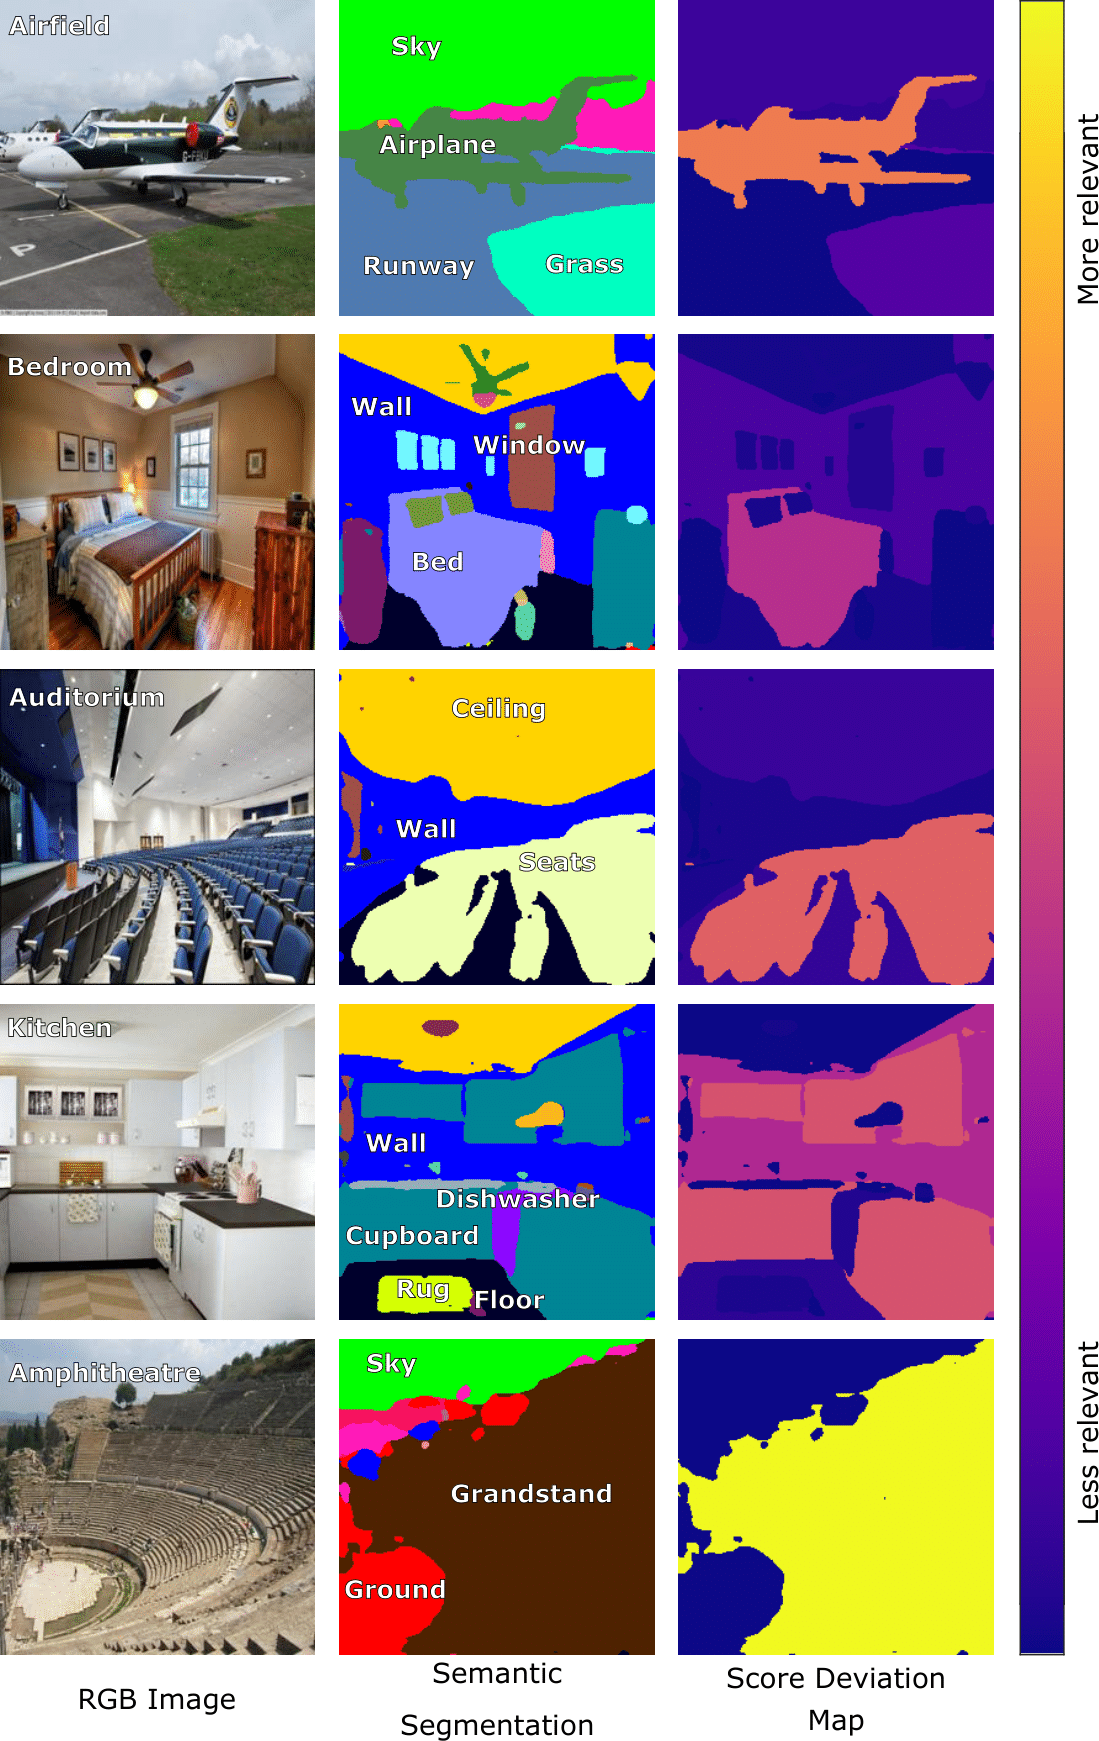 Airfield
Sky
Airplane
Runway
Grass
P
Bedroom
Wall
Window
Bed
Auditorium
Ceiling
Wall
Seats
Kitchen
Wall
Dishwasher
Cupboard
Rug
Floor
Amphitheatre
Sky
Grandstand
Ground
More relevant
Less relevant
RGB Image
Semantic
Segmentation
Score Deviation
Map